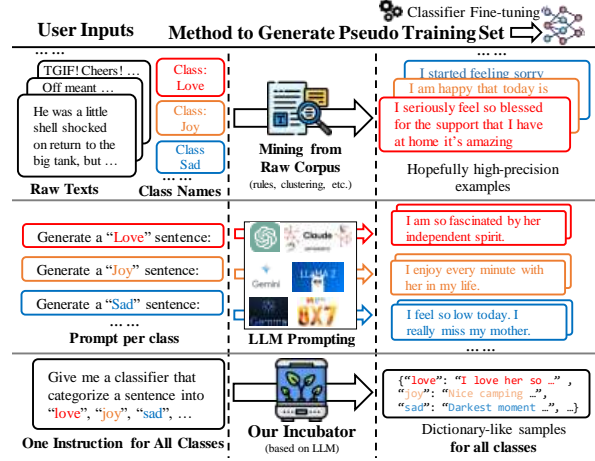 Classifier Fine-tuning
User Inputs
Method to Generate Pseudo Training Set
... ...
TGIF! Cheers! ...
Off meant ...
He was a little
shell shocked
on return to the
big tank, but ...
Raw Texts
Class:
Love
Class:
Joy
Class
Sad
... ...
Class Names
Mining from
Raw Corpus
(rules, clustering, etc.)
... ...
I started feeling sorry
I am happy that today is
I seriously feel so blessed
for the support that I have
at home it's amazing
Hopefully high-precision
examples
Generate a "Love" sentence:
Generate a "Joy" sentence:
Generate a "Sad" sentence:
... ...
Prompt per class
Claude
Gemini
LLAMA 2
Gemma
8X7
LLM Prompting
I am so fascinated by her
independent spirit.
I enjoy every minute with
her in my life.
I feel so low today. I
really miss my mother.
... ...
Give me a classifier that
categorize a sentence into
"love", "joy", "sad", ...
One Instruction for All Classes
Our Incubator
(based on LLM)
{"love": "I love her so …" ,
"joy": "Nice camping …",
"sad": "Darkest moment …", …}
Dictionary-like samples
for all classes